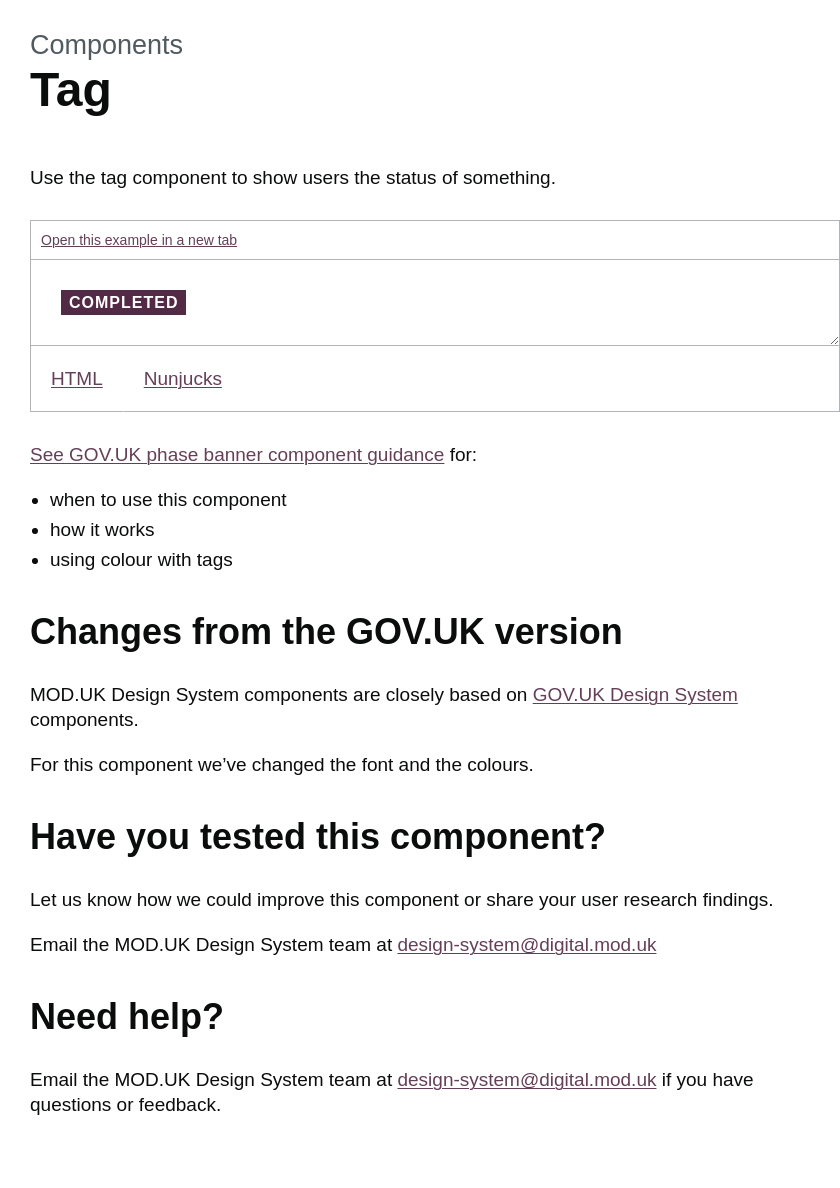 Components
Tag
Use the tag component to show users the status of something.
Open this example in a new tab
COMPLETED
HTML Nunjucks
See GOV.UK phase banner component guidance for:
• when to use this component
• how it works
• using colour with tags
Changes from the GOV.UK version
MOD.UK Design System components are closely based on GOV.UK Design System
components.
For this component we’ve changed the font and the colours.
Have you tested this component?
Let us know how we could improve this component or share your user research findings.
Email the MOD.UK Design System team at design-system@digital.mod.uk
Need help?
Email the MOD.UK Design System team at design-system@digital.mod.uk if you have
questions or feedback.